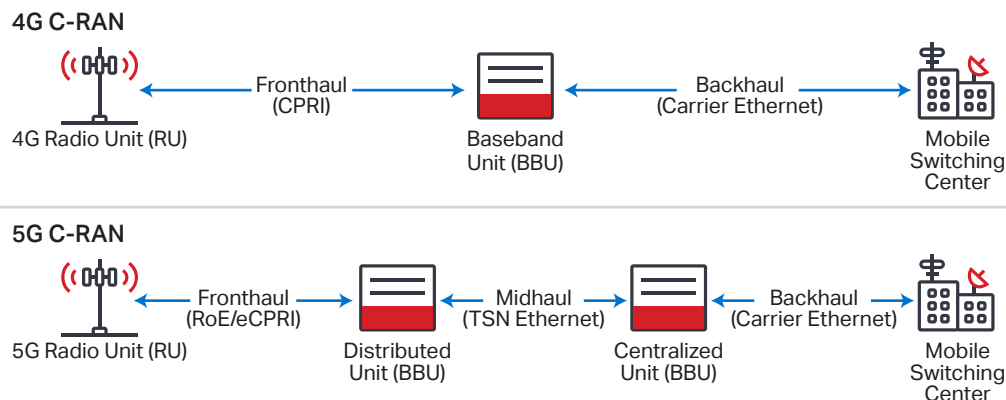 4G C-RAN
Fronthaul
(CPRI)
Backhaul
(Carrier Ethernet)
4G Radio Unit (RU)
Baseband
Unit (BBU)
Mobile
Switching
Center
5G C-RAN
Fronthaul
(RoE/eCPRI)
Midhaul
(TSN Ethernet)
Backhaul
(Carrier Ethernet)
5G Radio Unit (RU)
Distributed
Unit (BBU)
Centralized
Unit (BBU)
Mobile
Switching
Center